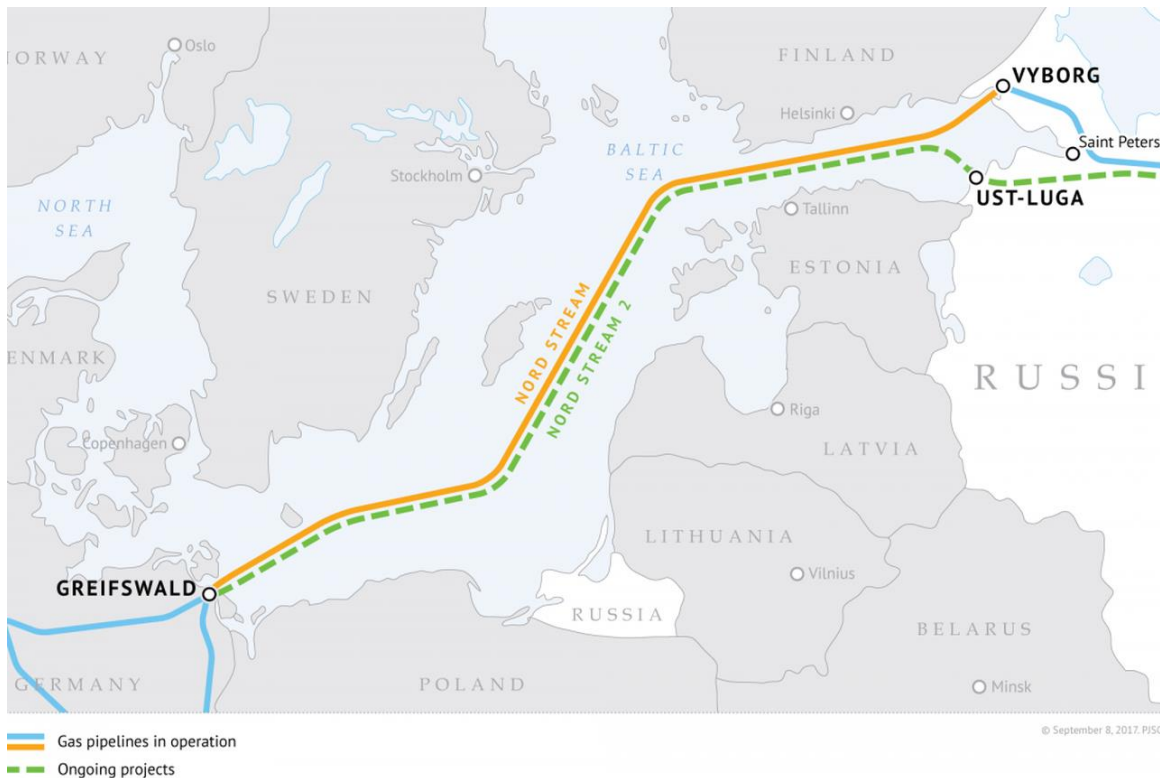 ORWAY
Oslo
FINLAND
VYBORG
Helsinki
Saint Peters
BALTIC
SEA
Stockholm
UST-LUGA
NORTH
SEA
Tallinn
SWEDEN
ESTONIA
NORD STREAM
NORD STREAM 2
ENMARK
RUSSI
Riga
Copenhagen
LATVIA
LITHUANIA
GREIFSWALD
Vilnius
RUSSIA
BELARUS
GERMANY
POLAND
Minsk
© September 8, 2017. PJSC
Gas pipelines in operation
Ongoing projects